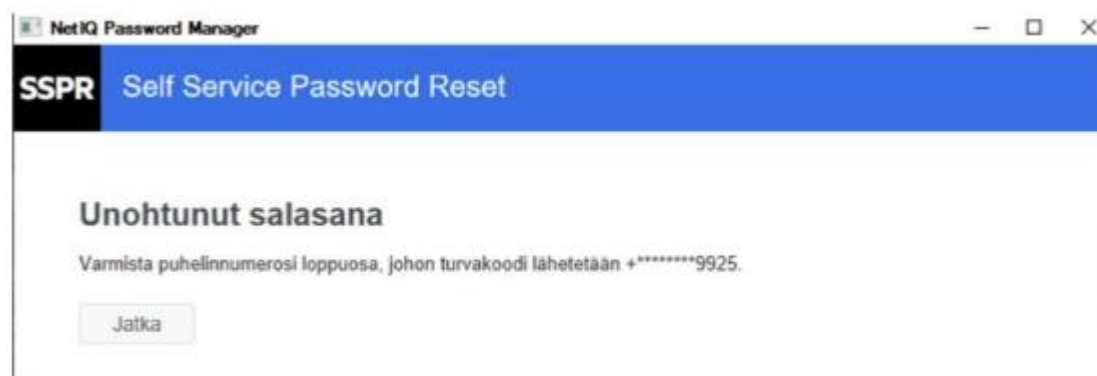 NetIQ Password Manager
SSPR Self Service Password Reset
Unohtunut salasana
Varmista puhelinnumerosi loppuosa, johon turvakoodi lähetetään +********9925.
Jatka